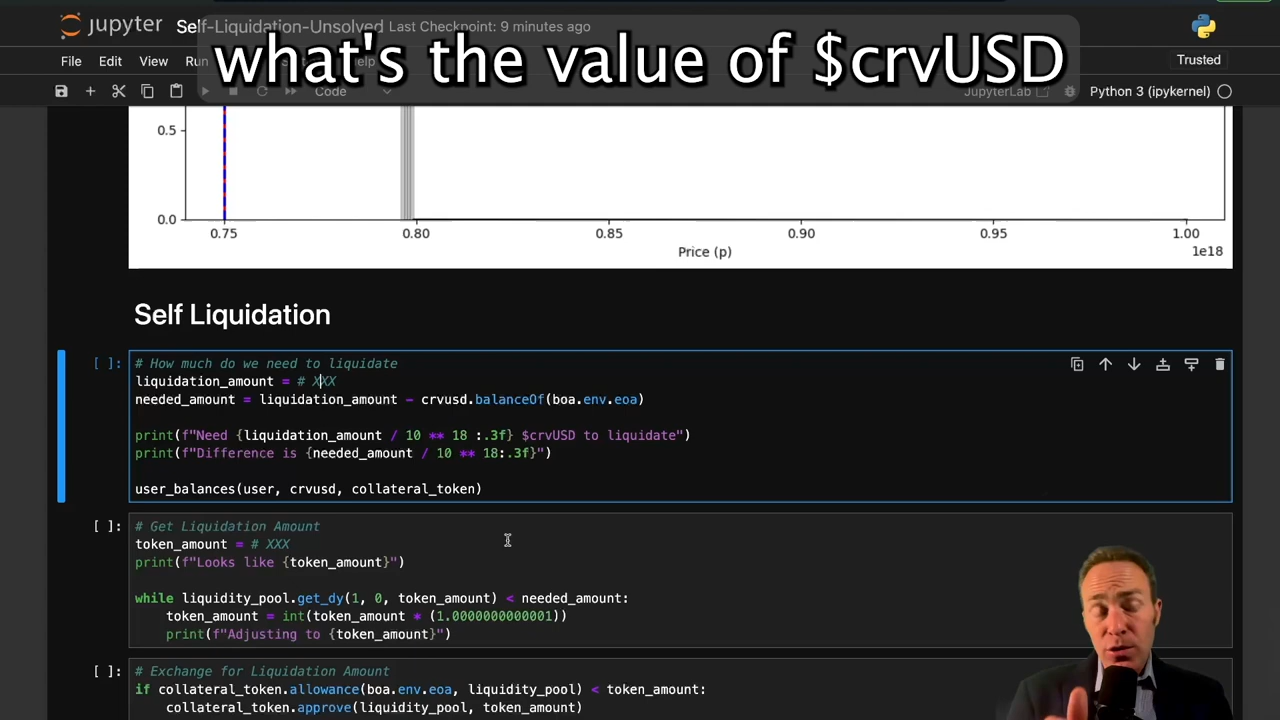 jupyter Self-Liquidation-Unsolved Last Checkpoint: 9 minutes ago
what's the value of $crvUSD
File Edit View Run Help Trusted
Code JupyterLab Python 3 (ipykernel)
0.5
0.0
0.75 0.80 0.85 0.90 0.95 1.00
Price (p) 1e18
Self Liquidation
[ ]: # How much do we need to liquidate
liquidation_amount = # XXX
needed_amount = liquidation_amount - crvusd.balanceOf(boa.env.eoa)
print(f"Need {liquidation_amount / 10 ** 18 :.3f} $crvUSD to liquidate")
print(f"Difference is {needed_amount / 10 ** 18:.3f}")
user_balances(user, crvusd, collateral_token)
[ ]: # Get Liquidation Amount
token_amount = # XXX
print(f"Looks like {token_amount}")
while liquidity_pool.get_dy(1, 0, token_amount) < needed_amount:
token_amount = int(token_amount * (1.0000000000001))
print(f"Adjusting to {token_amount}")
[ ]: # Exchange for Liquidation Amount
if collateral_token.allowance(boa.env.eoa, liquidity_pool) < token_amount:
collateral_token.approve(liquidity_pool, token_amount)